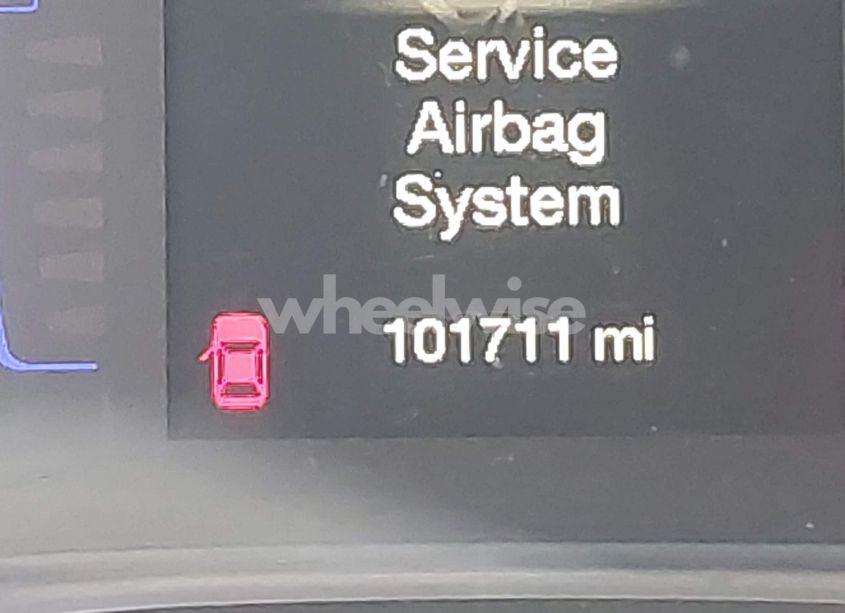 Service
Airbag
System
wheelwise
101711 mi